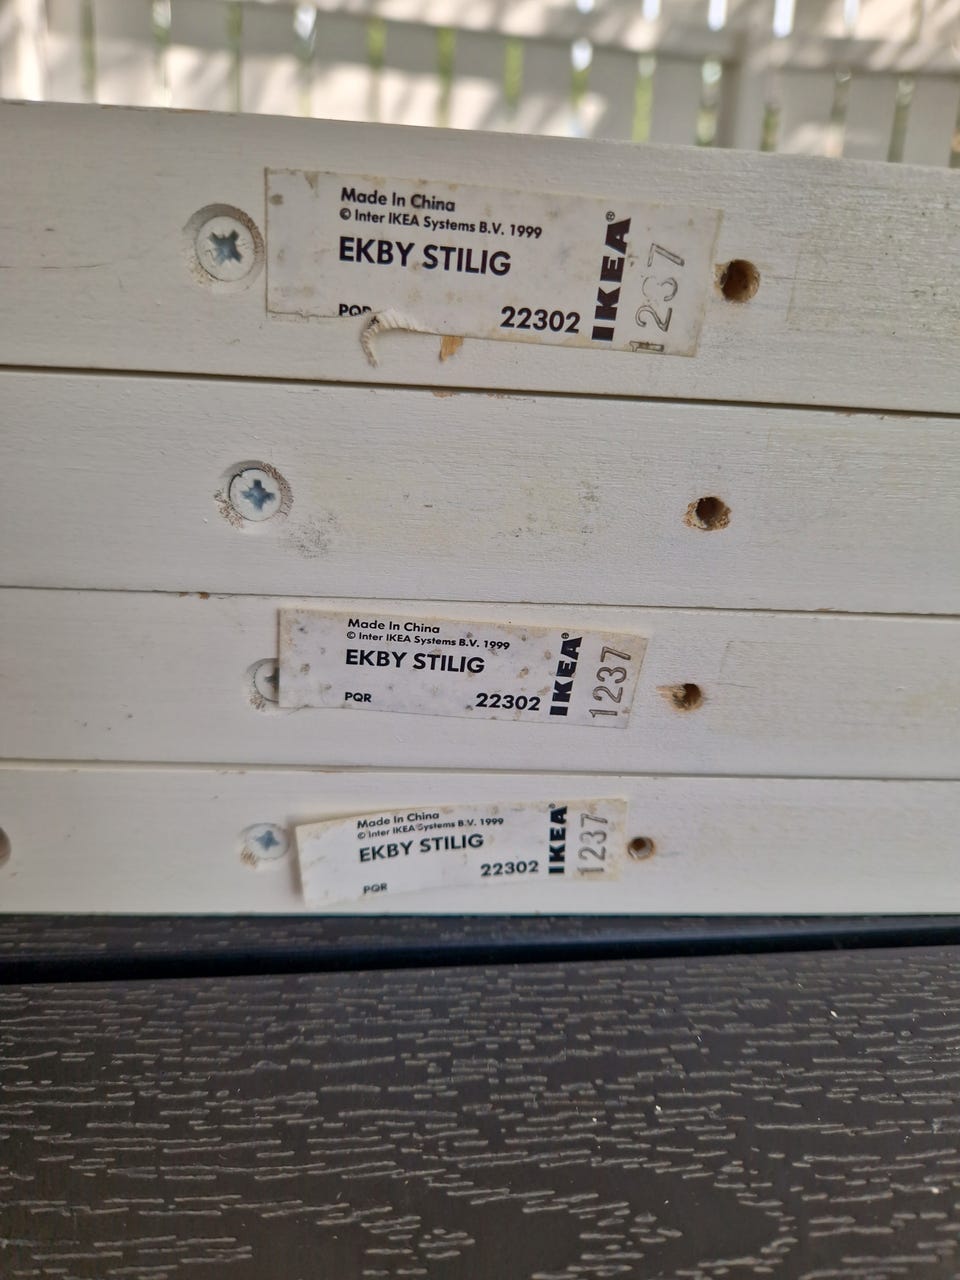 Made In China
© Inter IKEA Systems B.V. 1999
EKBY STILIG
PQR
22302
IKEA®
1237
Made In China
© Inter IKEA Systems B.V. 1999
EKBY STILIG
PQR
22302
IKEA®
1237
Made In China
© Inter IKEA Systems B.V. 1999
EKBY STILIG
22302
PQR
IKEA®
1237